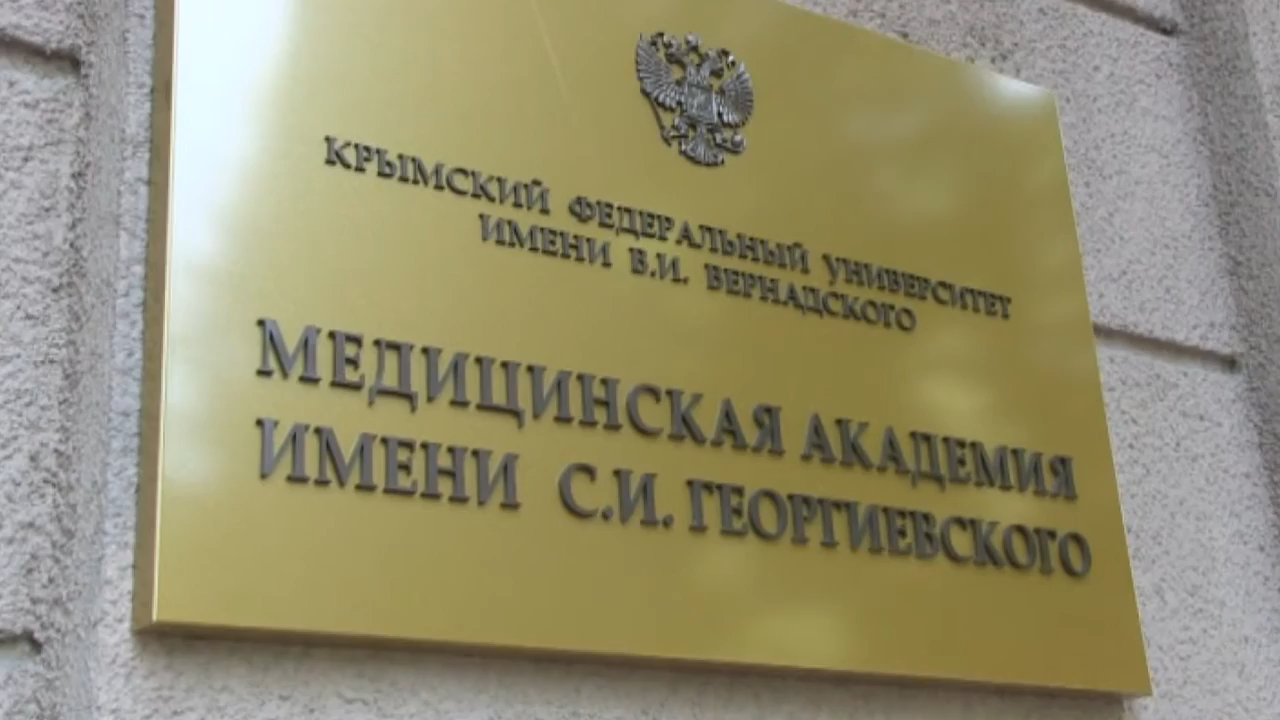 КРЫМСКИЙ ФЕДЕРАЛЬНЫЙ УНИВЕРСИТЕТ
ИМЕНИ В.И. ВЕРНАДСКОГО
МЕДИЦИНСКАЯ АКАДЕМИЯ
ИМЕНИ С.И. ГЕОРГИЕВСКОГО